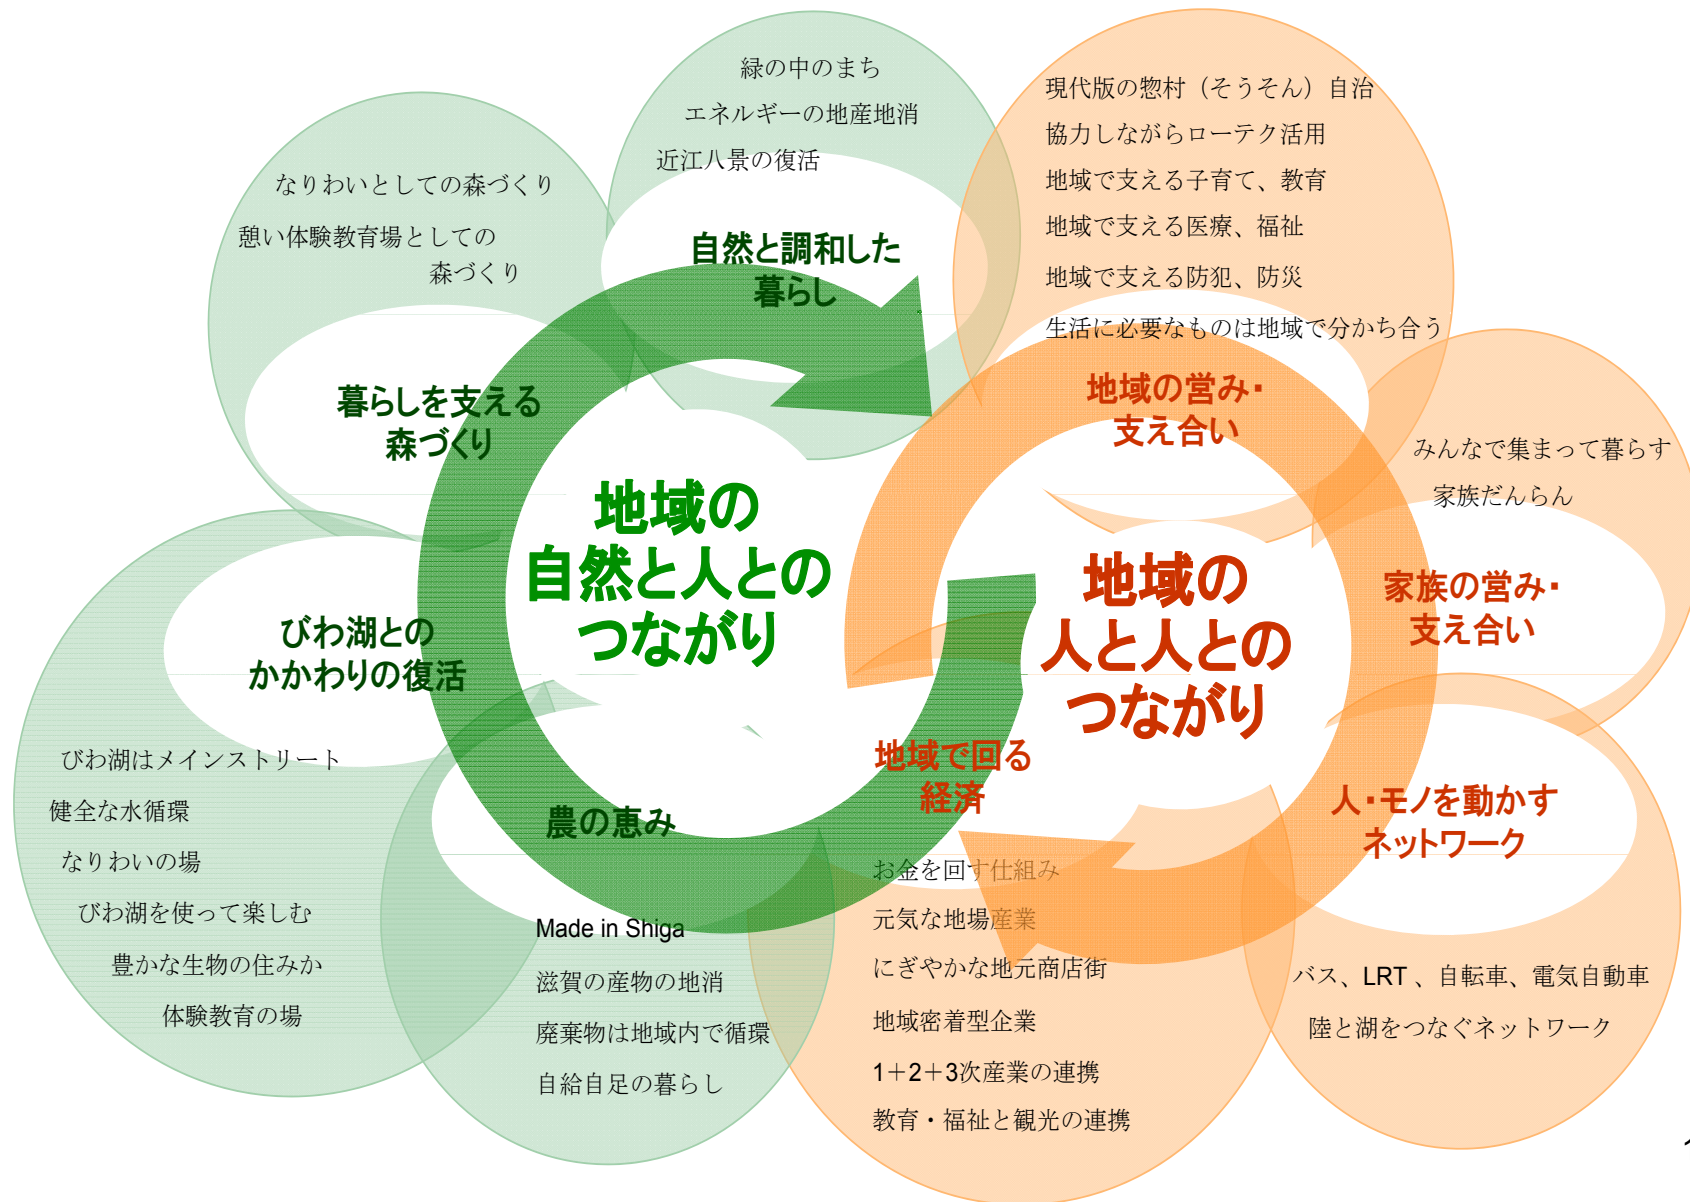 緑の中のまち
エネルギーの地産地消
近江八景の復活
自然と調和した
暮らし
なりわいとしての森づくり
憩い体験教育場としての
森づくり
暮らしを支える
森づくり
びわ湖との
かかわりの復活
びわ湖はメインストリート
健全な水循環
なりわいの場
びわ湖を使って楽しむ
豊かな生物の住みか
体験教育の場
農の恵み
Made in Shiga
滋賀の産物の地消
廃棄物は地域内で循環
自給自足の暮らし
地域の
自然と人との
つながり
現代版の惣村（そうそん）自治
協力しながらローテク活用
地域で支える子育て、教育
地域で支える医療、福祉
地域で支える防犯、防災
生活に必要なものは地域で分かち合う
地域の営み・
支え合い
みんなで集まって暮らす
家族だんらん
家族の営み・
支え合い
地域の
人と人との
つながり
人・モノを動かす
ネットワーク
バス、LRT 、自転車、電気自動車
陸と湖をつなぐネットワーク
地域で回る
経済
お金を回す仕組み
元気な地場産業
にぎやかな地元商店街
地域密着型企業
1＋2＋3次産業の連携
教育・福祉と観光の連携